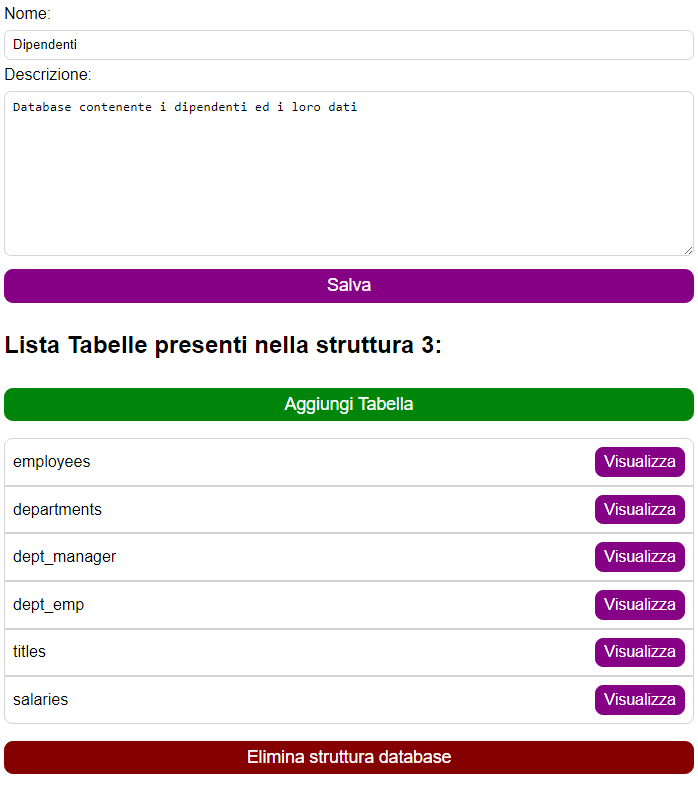 Nome:
Dipendenti
Descrizione:
Database contenente i dipendenti ed i loro dati
Salva
Lista Tabelle presenti nella struttura 3:
Aggiungi Tabella
employees Visualizza
departments Visualizza
dept_manager Visualizza
dept_emp Visualizza
titles Visualizza
salaries Visualizza
Elimina struttura database